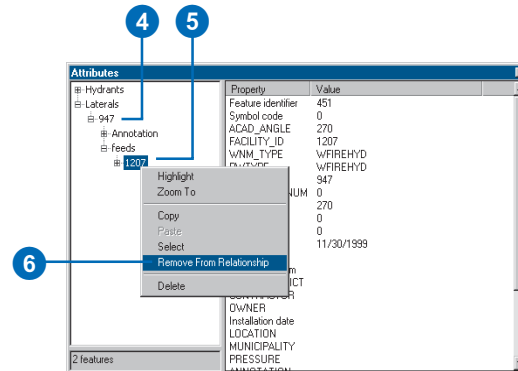 4 5
Attributes
Hydrants
Laterals
947
Annotation
feeds
1207
Property Value
Feature identifier 451
Symbol code 0
ACAD_ANGLE 270
FACILITY_ID 1207
WNM_TYPE WFIREHYD
WFIREHYD
947
NUM 0
270
0
0
11/30/1999
Highlight
Zoom To
Copy
Paste
Select
6 Remove From Relationship
Delete
OWNER
Installation date
LOCATION
MUNICIPALITY
PRESSURE
2 features